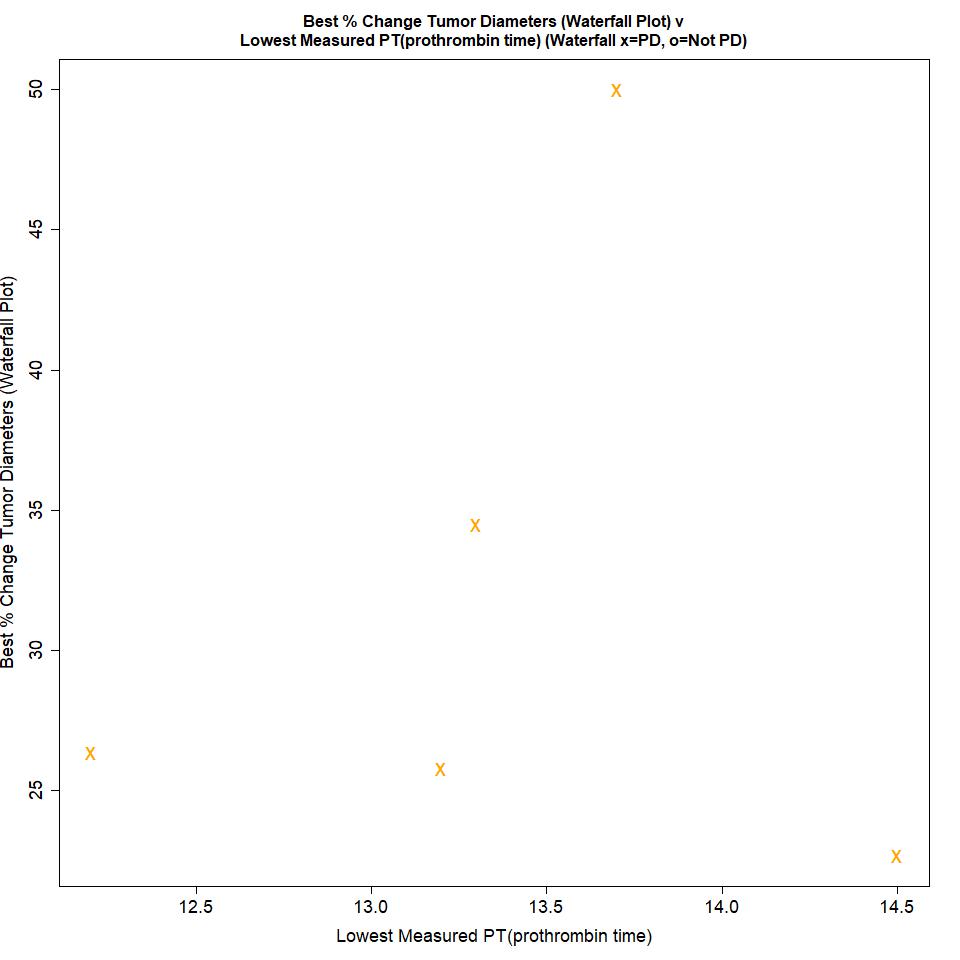 Best % Change Tumor Diameters (Waterfall Plot) v
Lowest Measured PT(prothrombin time) (Waterfall x=PD, o=Not PD)
Best % Change Tumor Diameters (Waterfall Plot)
50
45
40
35
30
25
X
X
X
X
X
12.5 13.0 13.5 14.0 14.5
Lowest Measured PT(prothrombin time)